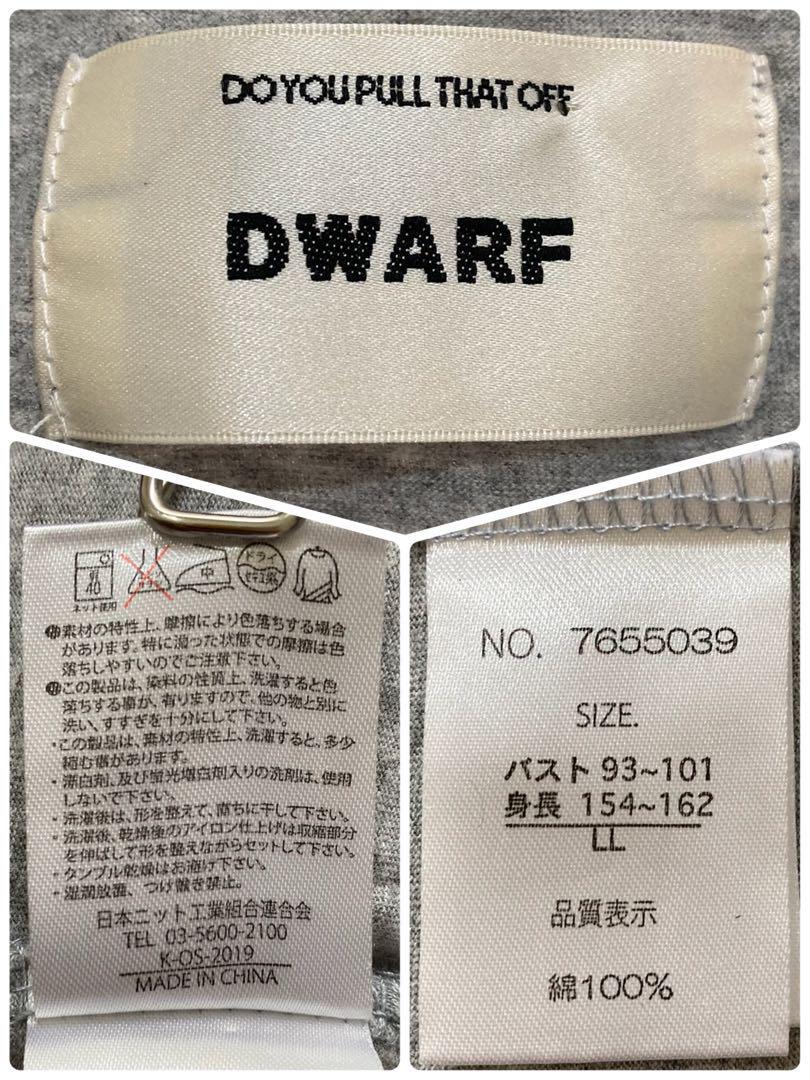 DO YOU PULL THAT OFF
DWARF
40
ネット使用
中
ドライ
セキユ系
素材の特性上、摩擦により色落ちする場合
があります。特に湿った状態での摩擦は色
落ちしやすいのでご注意下さい。
この製品は、染料の性質上、洗濯すると色
落ちする事が、有りますので、他の物と別に
洗い、すすぎを十分にして下さい。
・この製品は、素材の特性上、洗濯すると、多少
縮む事があります。
・漂白剤、及び蛍光増白剤入りの洗剤は、使用
しないで下さい。
・洗濯後は、形を整えて、直ちに干して下さい。
・洗濯後、乾燥後のアイロン仕上げは収縮部分
を伸ばして形を整えながらセットして下さい。
・タンブル乾燥はお避け下さい。
・湿潤放置、つけ置き禁止。
日本ニット工業組合連合会
TEL 03-5600-2100
K-OS-2019
MADE IN CHINA
NO. 7655039
SIZE.
バスト 93~101
身長 154~162
LL
品質表示
綿100%